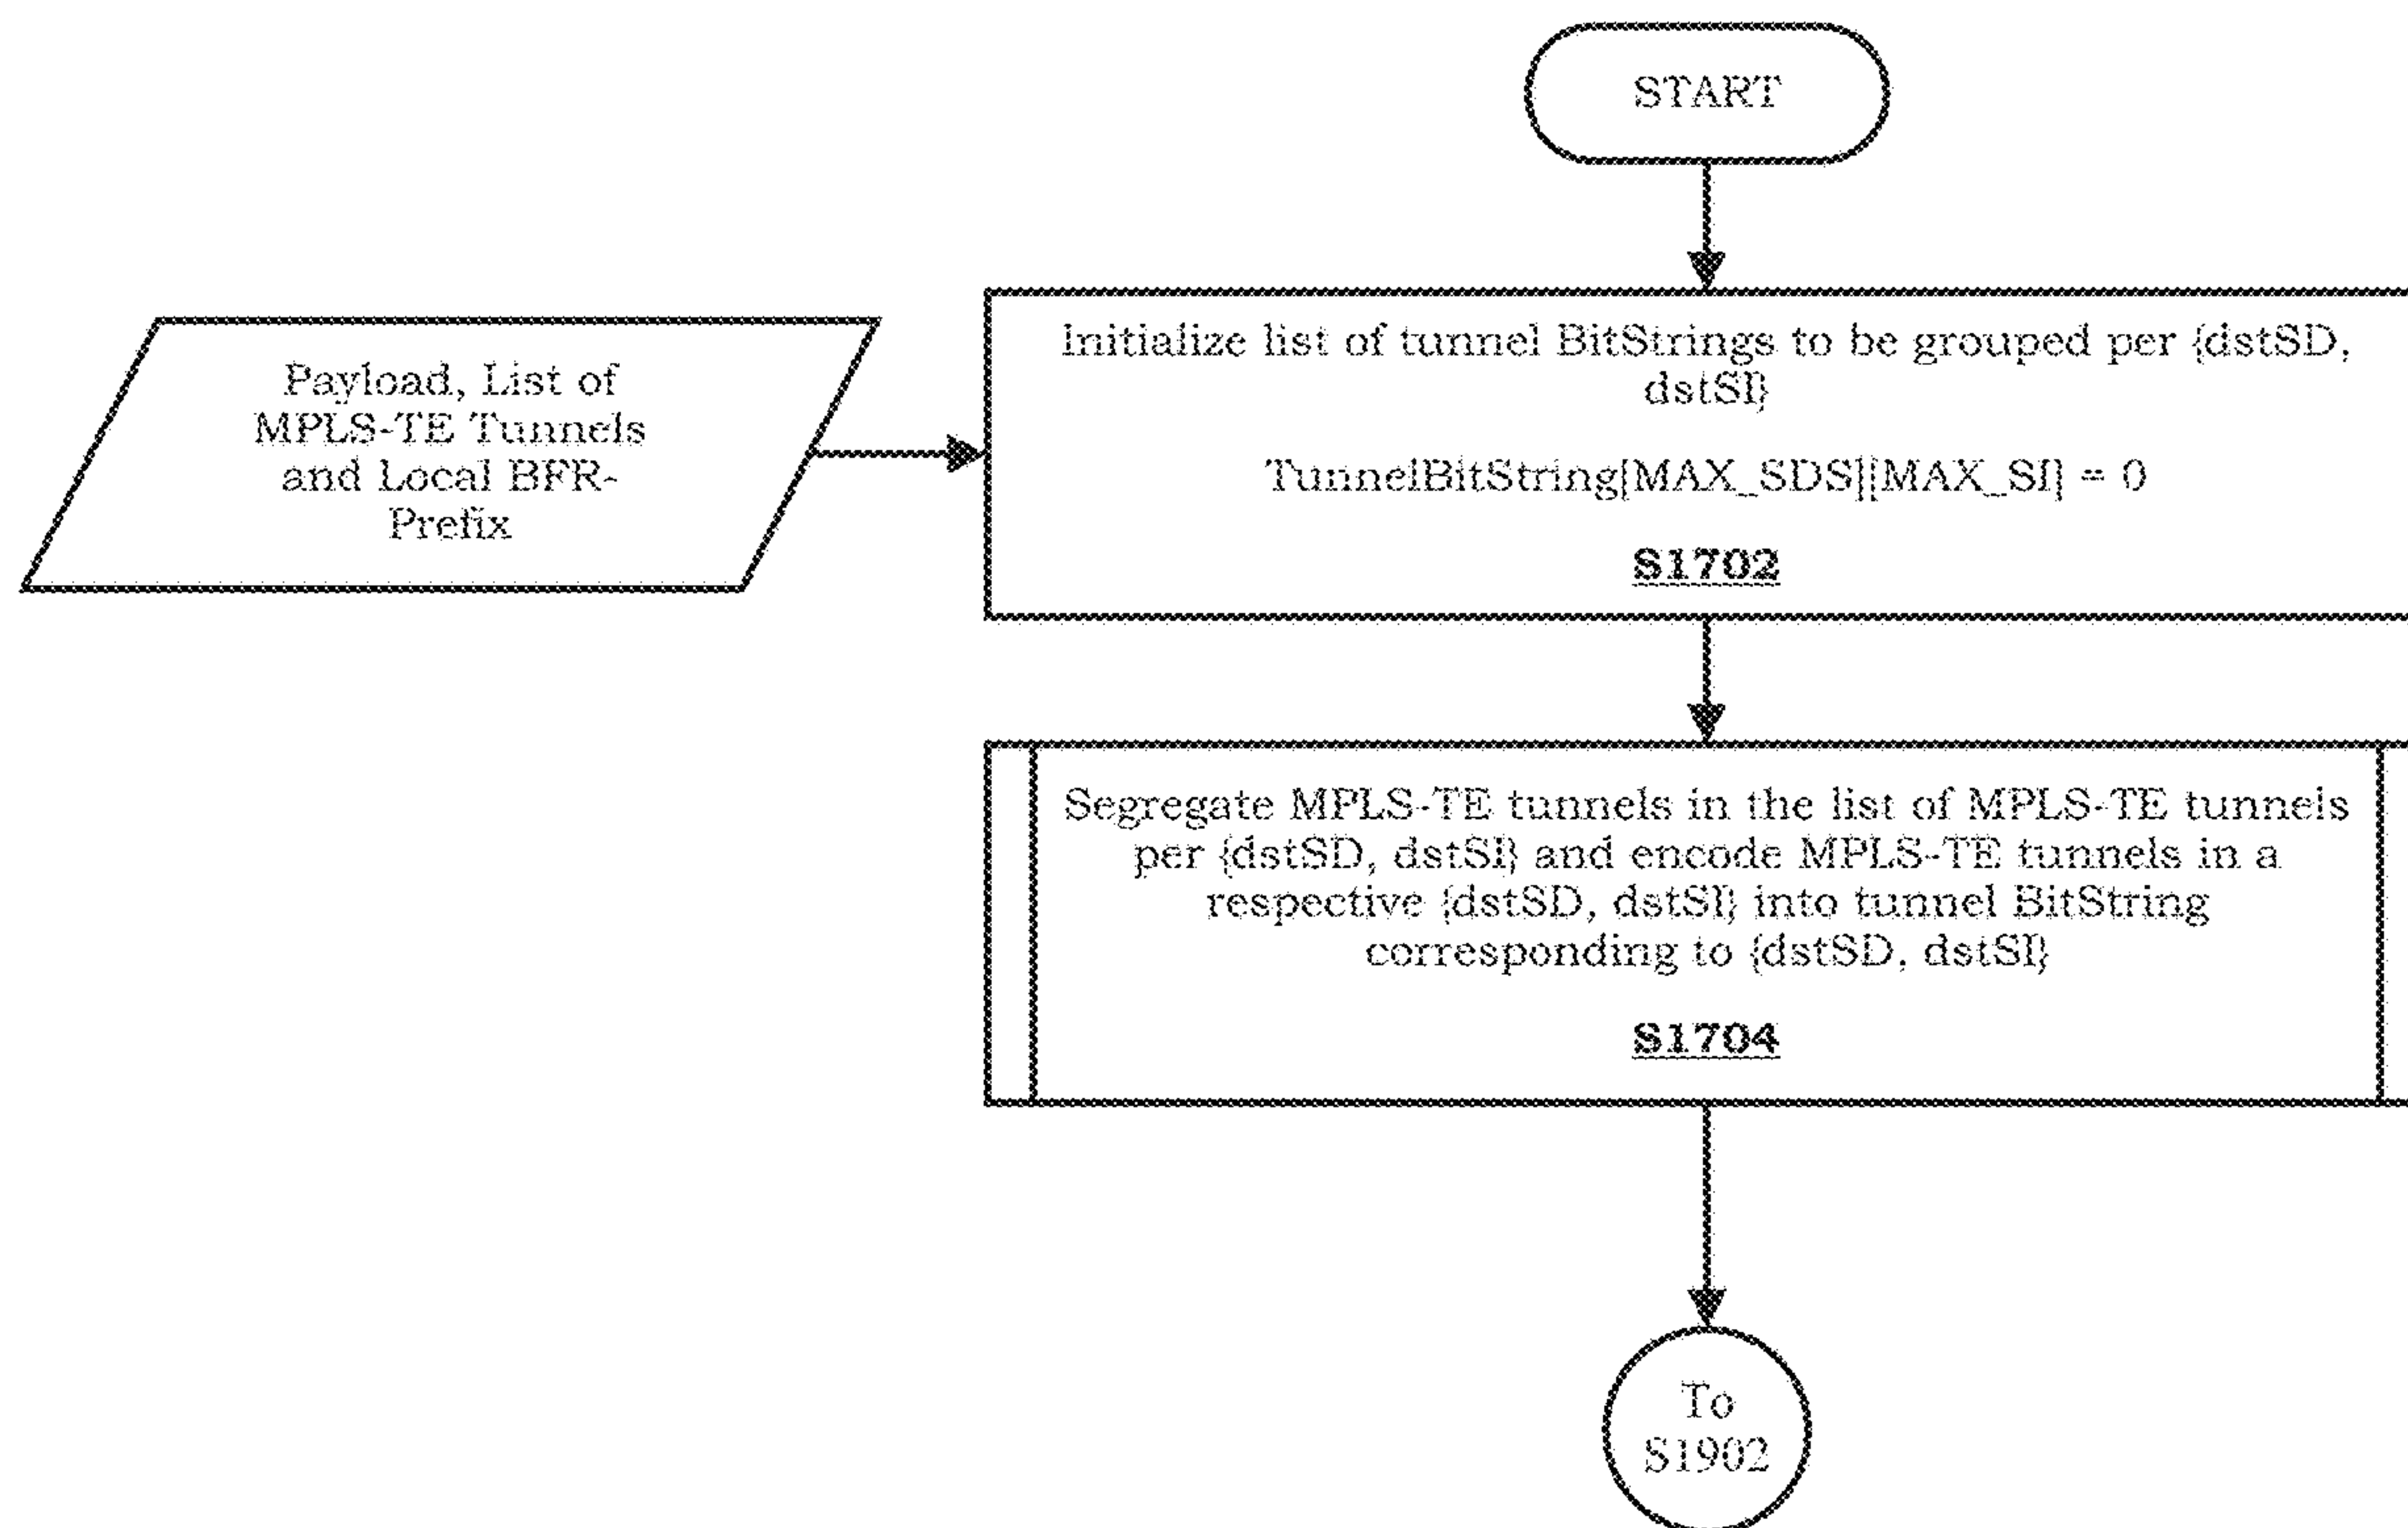 START
Payload, List of
MPLS-TE Tunnels
and Local BFR-
Prefix
Initialize list of tunnel BitStrings to be grouped per {dstSD,
dstSI}
TunnelBitString[MAX_SDS][MAX_SI] = 0
S1702
Segregate MPLS-TE tunnels in the list of MPLS-TE tunnels
per {dstSD, dstSI} and encode MPLS-TE tunnels in a
respective {dstSD, dstSI} into tunnel BitString
corresponding to {dstSD, dstSI}
S1704
To
S1902